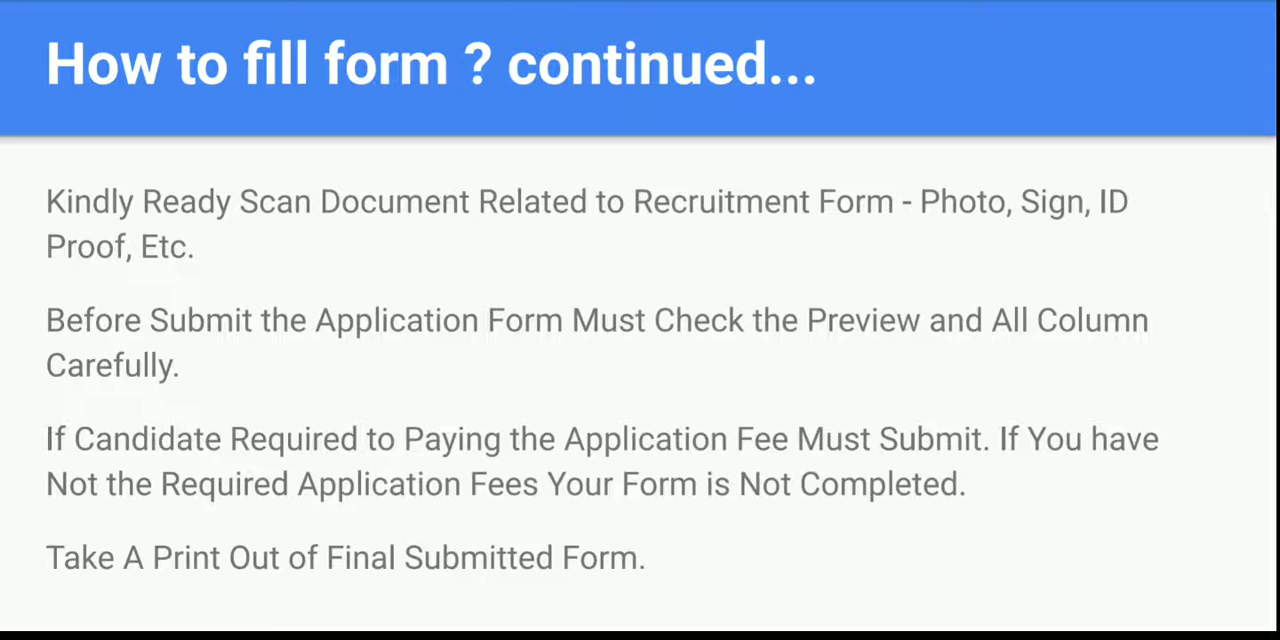 How to fill form ? continued...
Kindly Ready Scan Document Related to Recruitment Form - Photo, Sign, ID
Proof, Etc.
Before Submit the Application Form Must Check the Preview and All Column
Carefully.
If Candidate Required to Paying the Application Fee Must Submit. If You have
Not the Required Application Fees Your Form is Not Completed.
Take A Print Out of Final Submitted Form.